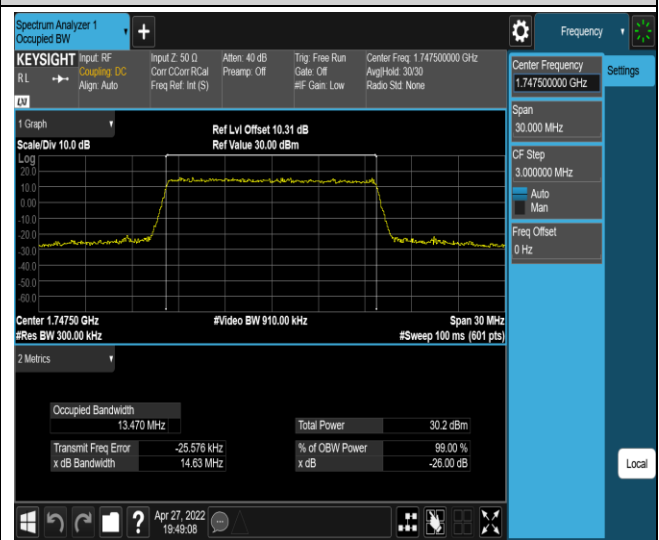 Spectrum Analyzer 1
Occupied BW
+
Frequency
KEYSIGHT
RL
Input: RF
Coupling: DC
Align: Auto
Input Z: 50 Ω
Corr CCorr RCal
Freq Ref: Int (S)
Atten: 40 dB
Preamp: Off
Trig: Free Run
Gate: Off
#IF Gain: Low
Center Freq: 1.747500000 GHz
Avg|Hold: 30/30
Radio Std: None
LXI
Center Frequency
1.747500000 GHz
Settings
Span
30.000 MHz
CF Step
3.000000 MHz
Auto
Man
Freq Offset
0 Hz
Local
1 Graph
Scale/Div 10.0 dB
Ref Lvl Offset 10.31 dB
Ref Value 30.00 dBm
Log
20.0
10.0
0.00
-10.0
-20.0
-30.0
-40.0
-50.0
-60.0
Center 1.74750 GHz
#Res BW 300.00 kHz
#Video BW 910.00 kHz
Span 30 MHz
#Sweep 100 ms (601 pts)
2 Metrics
Occupied Bandwidth
13.470 MHz
Total Power 30.2 dBm
Transmit Freq Error -25.576 kHz
% of OBW Power 99.00 %
x dB Bandwidth 14.63 MHz
x dB -26.00 dB
?
Apr 27, 2022
19:49:08